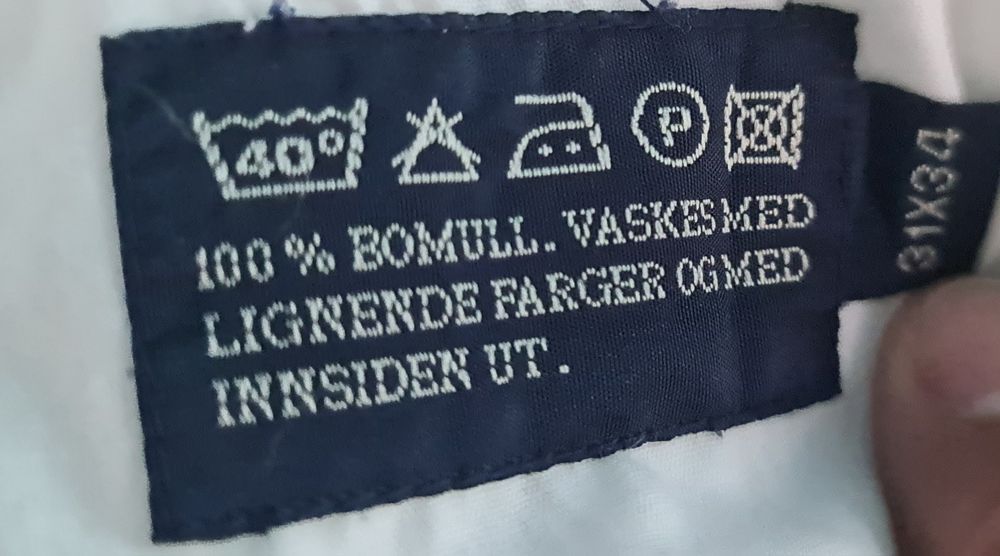 40°
P
100 % BOMULL. VASKES MED
LIGNENDE FARGER OG MED
INNSIDEN UT.
31X34